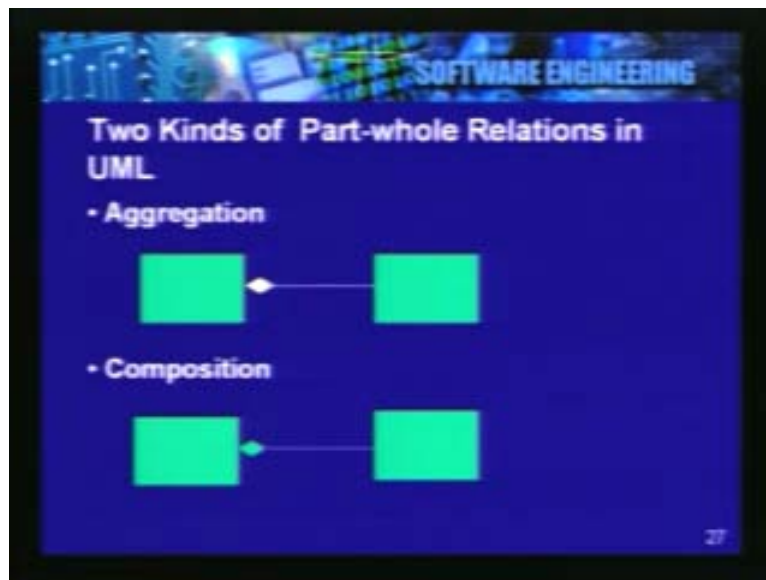 SOFTWARE ENGINEERING
Two Kinds of Part-whole Relations in
UML
• Aggregation
• Composition
27